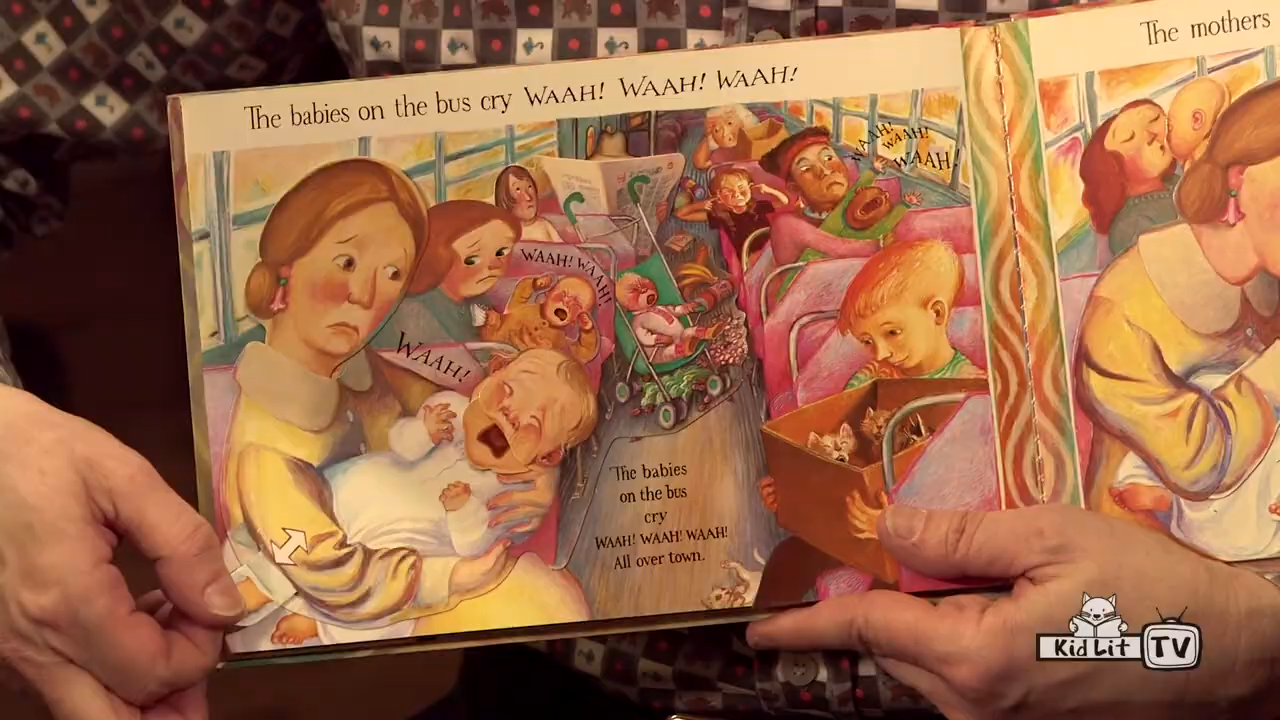 The babies on the bus cry WAAH! WAAH! WAAH!
The mothers
WAAH!
WAAH!
WAAH!
WAAH! WAAH!
WAAH!
The babies
on the bus
cry
WAAH! WAAH! WAAH!
All over town.
Kid Lit TV